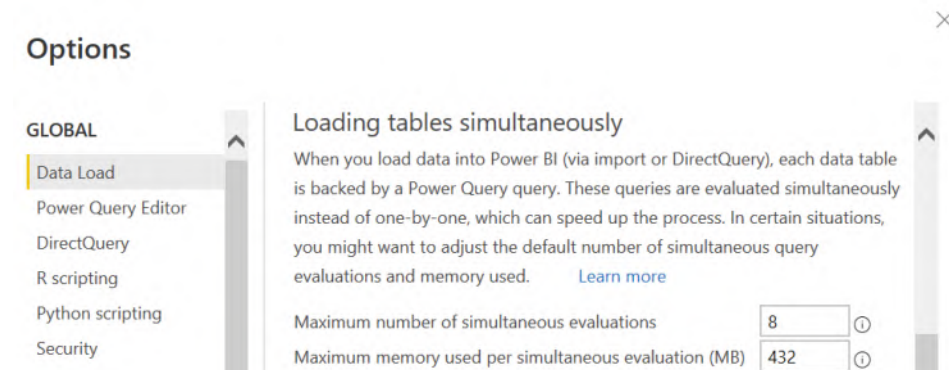 Options
GLOBAL
Data Load
Power Query Editor
DirectQuery
R scripting
Python scripting
Security
Loading tables simultaneously
When you load data into Power BI (via import or DirectQuery), each data table
is backed by a Power Query query. These queries are evaluated simultaneously
instead of one-by-one, which can speed up the process. In certain situations,
you might want to adjust the default number of simultaneous query
evaluations and memory used. Learn more
Maximum number of simultaneous evaluations 8
Maximum memory used per simultaneous evaluation (MB) 432